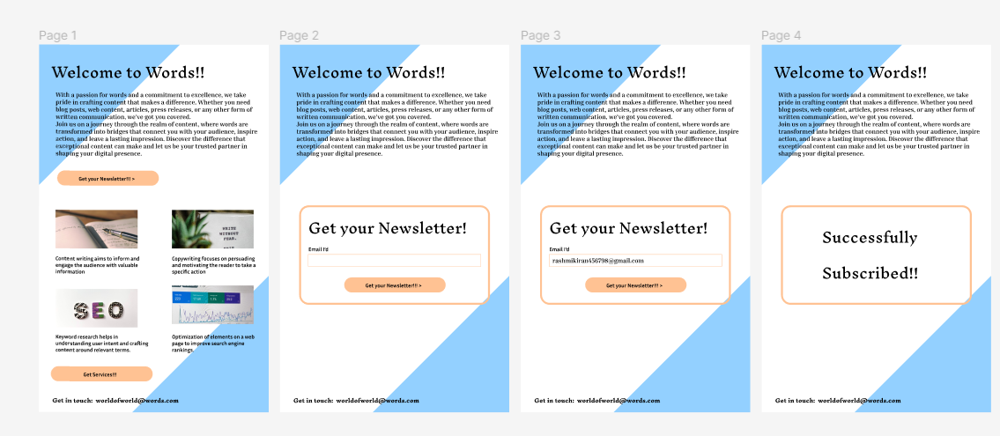 Page 1
Welcome to Words!!
With a passion for words and a commitment to excellence, we take
pride in crafting content that makes a difference. Whether you need
blog posts, web content, articles, press releases, or any other form of
written communication, we've got you covered.
Join us on a journey through the realm of content, where words are
transformed into bridges that connect you with your audience, inspire
action, and leave a lasting impression. Discover the difference that
exceptional content can make and let us be your trusted partner in
shaping your digital presence.
Get your Newsletter!!! >
WRITE
WITHOUT
FEAR.
Content writing aims to inform and
engage the audience with valuable
information
Copywriting focuses on persuading
and motivating the reader to take a
specific action
SEO
Keyword research helps in
understanding user intent and crafting
content around relevant terms.
Optimization of elements on a web
page to improve search engine
rankings.
Get Services!!!
Get in touch: worldofworld@words.com
Page 2
Welcome to Words!!
With a passion for words and a commitment to excellence, we take
pride in crafting content that makes a difference. Whether you need
blog posts, web content, articles, press releases, or any other form of
written communication, we've got you covered.
Join us on a journey through the realm of content, where words are
transformed into bridges that connect you with your audience, inspire
action, and leave a lasting impression. Discover the difference that
exceptional content can make and let us be your trusted partner in
shaping your digital presence.
Get your Newsletter!
Email I'd
Get your Newsletter!!! >
Get in touch: worldofworld@words.com
Page 3
Welcome to Words!!
With a passion for words and a commitment to excellence, we take
pride in crafting content that makes a difference. Whether you need
blog posts, web content, articles, press releases, or any other form of
written communication, we've got you covered.
Join us on a journey through the realm of content, where words are
transformed into bridges that connect you with your audience, inspire
action, and leave a lasting impression. Discover the difference that
exceptional content can make and let us be your trusted partner in
shaping your digital presence.
Get your Newsletter!
Email I'd
rashmikiran456798@gmail.com
Get your Newsletter!!! >
Get in touch: worldofworld@words.com
Page 4
Welcome to Words!!
With a passion for words and a commitment to excellence, we take
pride in crafting content that makes a difference. Whether you need
blog posts, web content, articles, press releases, or any other form of
written communication, we've got you covered.
Join us on a journey through the realm of content, where words are
transformed into bridges that connect you with your audience, inspire
action, and leave a lasting impression. Discover the difference that
exceptional content can make and let us be your trusted partner in
shaping your digital presence.
Successfully
Subscribed!!
Get in touch: worldofworld@words.com